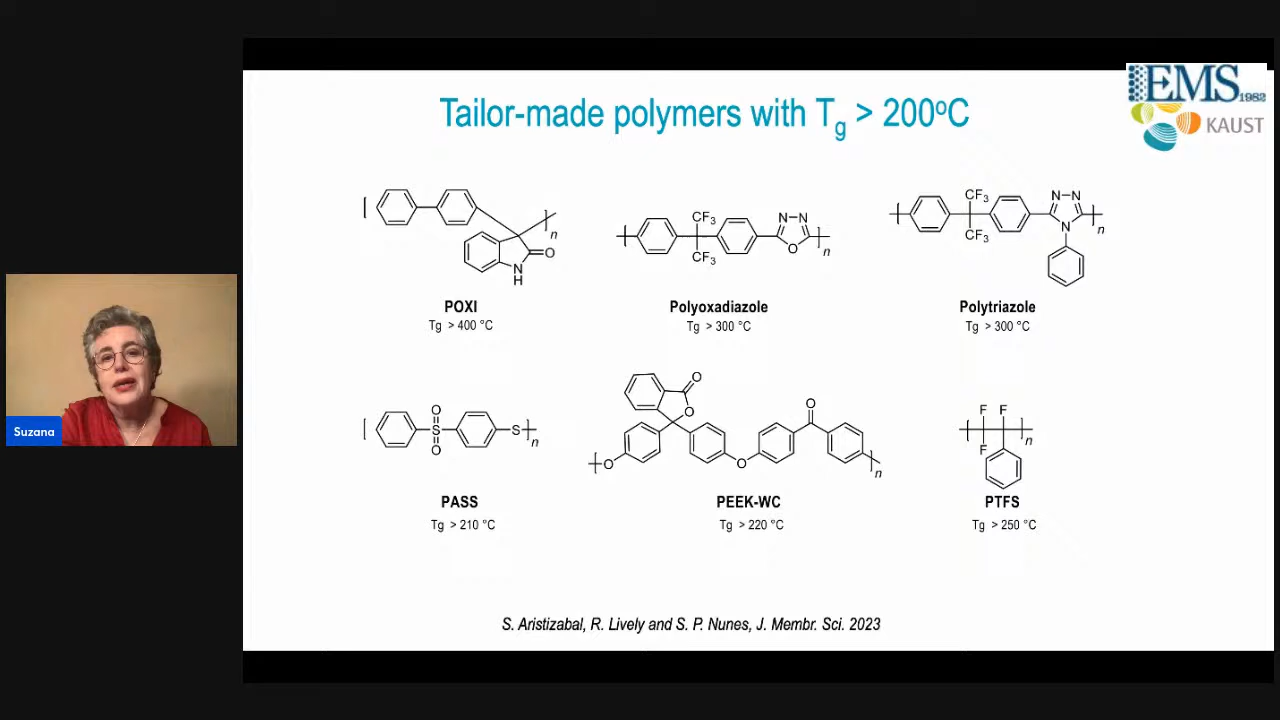 EMS
1982
KAUST
Tailor-made polymers with Tg > 200oC
[
n
O
N
H
POXI
Tg > 400 °C
CF3
CF3
N–N
O
n
Polyoxadiazole
Tg > 300 °C
CF3
CF3
N–N
N
n
Polytriazole
Tg > 300 °C
[
O
S
O
S
n
PASS
Tg > 210 °C
O
O
O
O
O
n
PEEK-WC
Tg > 220 °C
F F
F
n
PTFS
Tg > 250 °C
Suzana
S. Aristizabal, R. Lively and S. P. Nunes, J. Membr. Sci. 2023